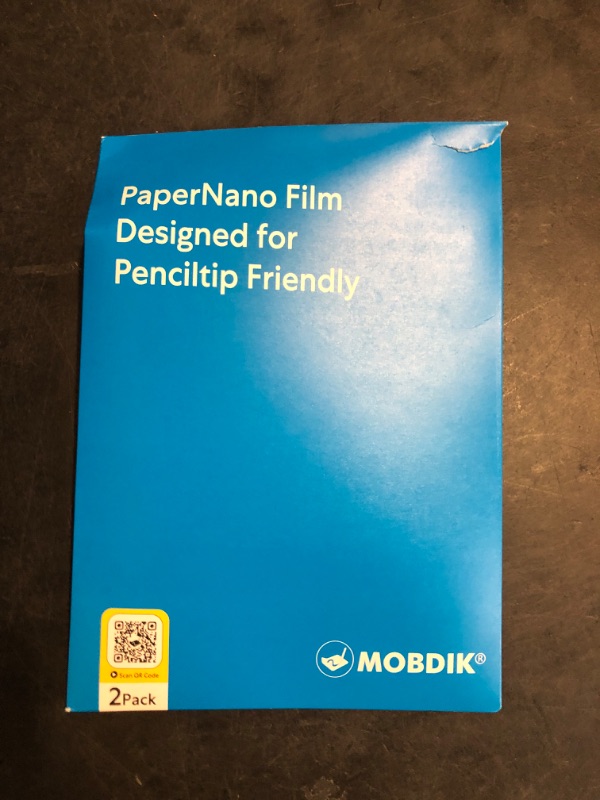 PaperNano Film
Designed for
Penciltip Friendly
Scan QR Code
2Pack
MOBDIK®